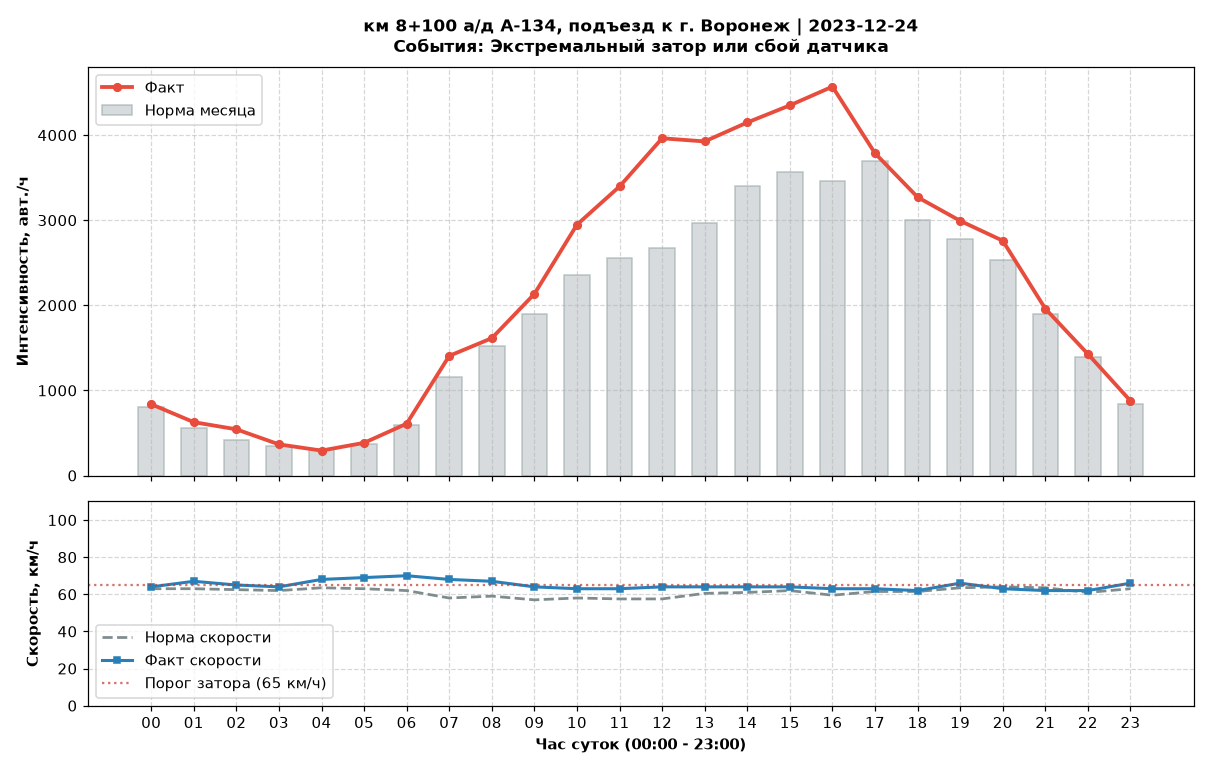 км 8+100 а/д А-134, подъезд к г. Воронеж | 2023-12-24
События: Экстремальный затор или сбой датчика
Факт
Норма месяца
Интенсивность, авт./ч
4000
3000
2000
1000
0
Скорость, км/ч
100
80
60
40
20
0
Норма скорости
Факт скорости
Порог затора (65 км/ч)
00 01 02 03 04 05 06 07 08 09 10 11 12 13 14 15 16 17 18 19 20 21 22 23
Час суток (00:00 - 23:00)